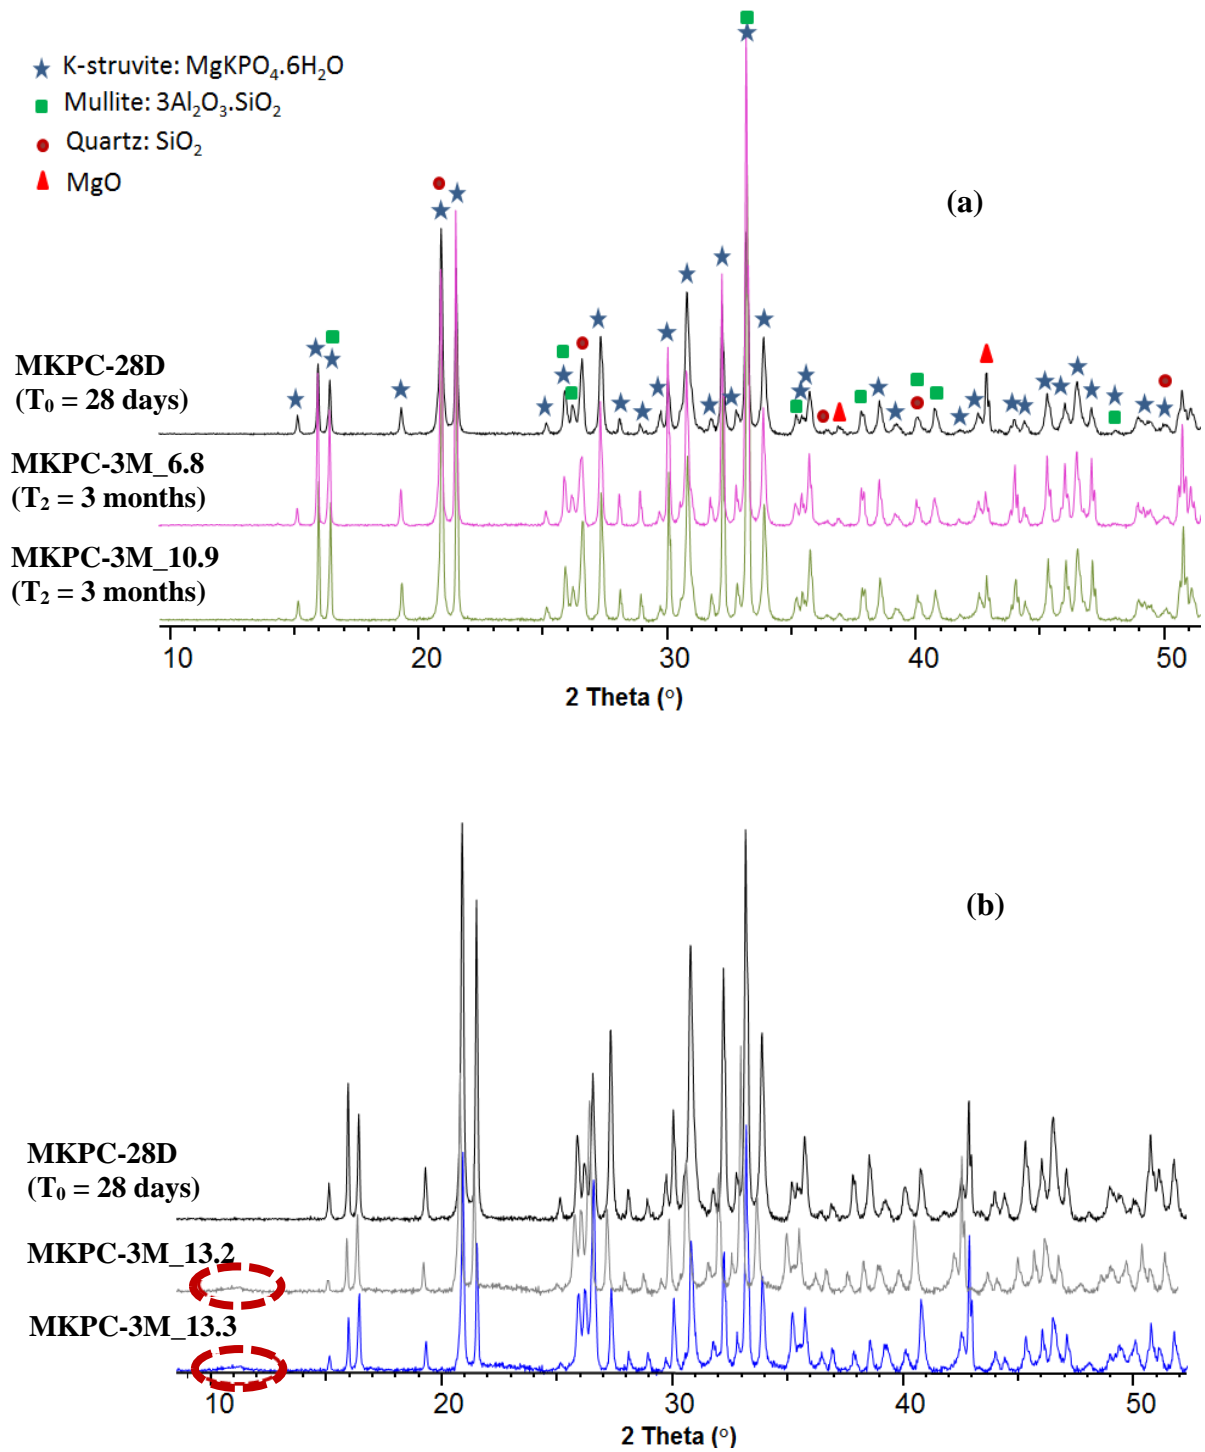 K-struvite: MgKPO₄.6H₂O
Mullite: 3Al₂O₃.SiO₂
Quartz: SiO₂
MgO
(a)
MKPC-28D
(T₀ = 28 days)
MKPC-3M_6.8
(T₂ = 3 months)
MKPC-3M_10.9
(T₂ = 3 months)
10 20 30 40 50
2 Theta (°)
(b)
MKPC-28D
(T₀ = 28 days)
MKPC-3M_13.2
MKPC-3M_13.3
10 20 30 40 50
2 Theta (°)